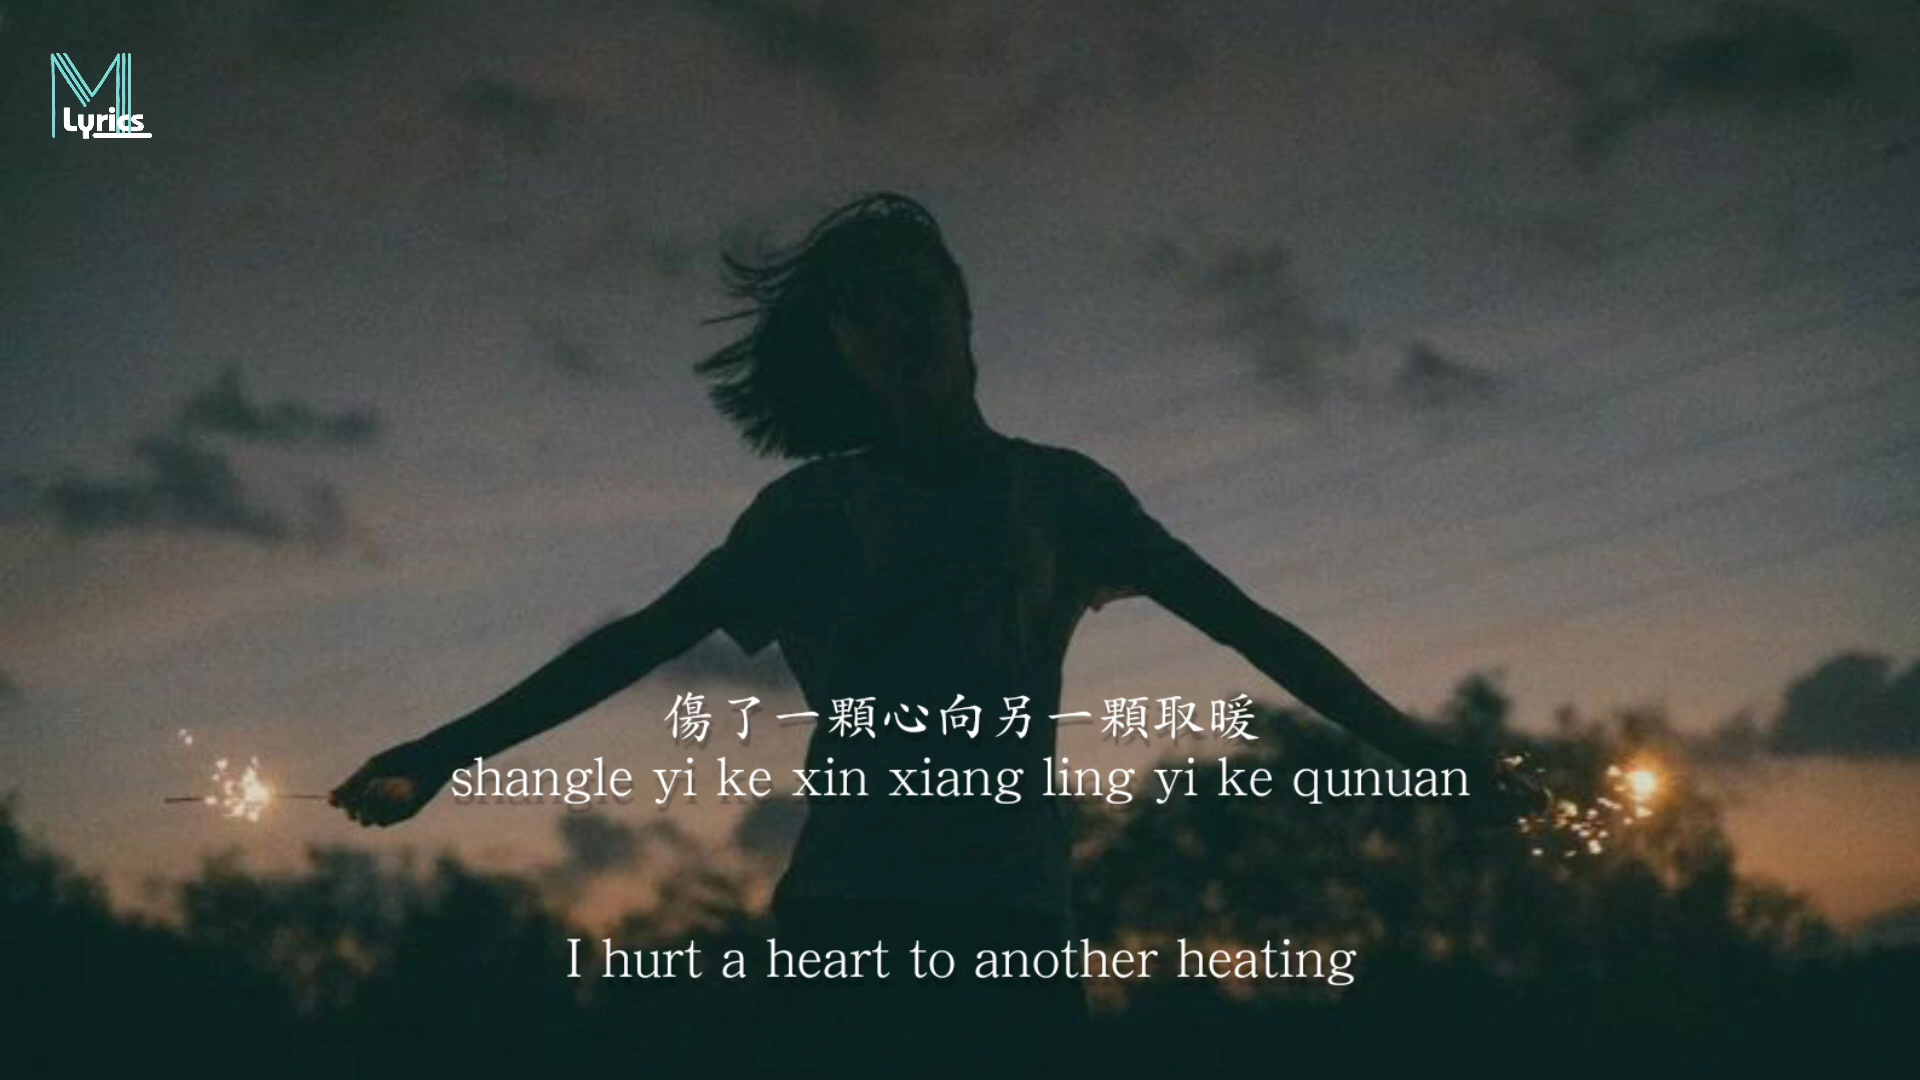 M
Lyrics
傷了一顆心向另一顆取暖
shangle yi ke xin xiang ling yi ke qunuan
I hurt a heart to another heating